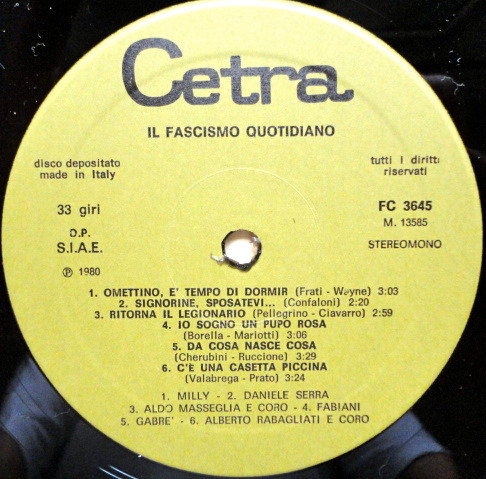 Cetra
IL FASCISMO QUOTIDIANO
disco depositato
made in Italy
tutti I diritti
riservati
33 giri
FC 3645
M. 13585
D.P.
S.I.A.E.
STEREOMONO
Ⓟ 1980
1. OMETTINO, E' TEMPO DI DORMIR (Frati - Wayne) 3:03
2. SIGNORINE, SPOSATEVI... (Confaloni) 2:20
3. RITORNA IL LEGIONARIO (Pellegrino - Ciavarro) 2:59
4. IO SOGNO UN PUPO ROSA
(Borella - Mariotti) 3:06
5. DA COSA NASCE COSA
(Cherubini - Ruccione) 3:29
6. C'È UNA CASETTA PICCINA
(Valabrega - Prato) 3:24
1. MILLY - 2. DANIELE SERRA
3. ALDO MASSEGLIA E CORO - 4. FABIANI
5. GABRE' - 6. ALBERTO RABAGLIATI E CORO